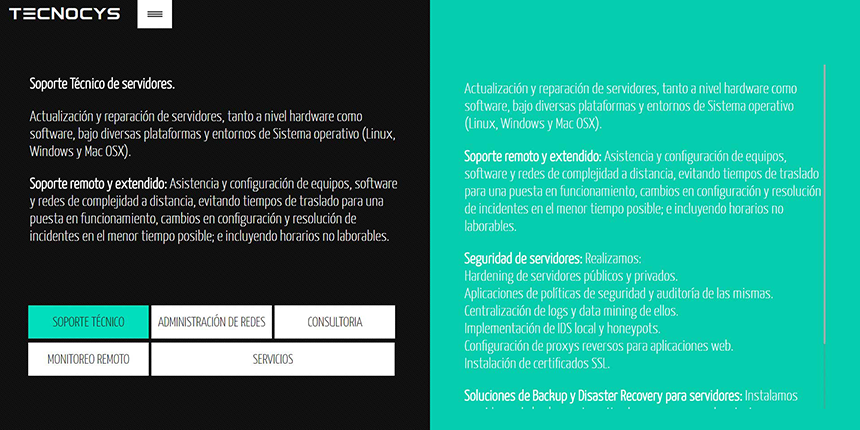 TECNOCYS
Soporte Técnico de servidores.
Actualización y reparación de servidores, tanto a nivel hardware como
software, bajo diversas plataformas y entornos de Sistema operativo (Linux,
Windows y Mac OSX).
Soporte remoto y extendido: Asistencia y configuración de equipos, software
y redes de complejidad a distancia, evitando tiempos de traslado para una
puesta en funcionamiento, cambios en configuración y resolución de
incidentes en el menor tiempo posible; e incluyendo horarios no laborables.
SOPORTE TÉCNICO
ADMINISTRACIÓN DE REDES
CONSULTORIA
MONITOREO REMOTO
SERVICIOS
Actualización y reparación de servidores, tanto a nivel hardware como
software, bajo diversas plataformas y entornos de Sistema operativo
(Linux, Windows y Mac OSX).
Soporte remoto y extendido: Asistencia y configuración de equipos,
software y redes de complejidad a distancia, evitando tiempos de traslado
para una puesta en funcionamiento, cambios en configuración y resolución
de incidentes en el menor tiempo posible; e incluyendo horarios no
laborables.
Seguridad de servidores: Realizamos:
Hardening de servidores públicos y privados.
Aplicaciones de políticas de seguridad y auditoría de las mismas.
Centralización de logs y data mining de ellos.
Implementación de IDS local y honeypots.
Configuración de proxys reversos para aplicaciones web.
Instalación de certificados SSL.
Soluciones de Backup y Disaster Recovery para servidores: Instalamos